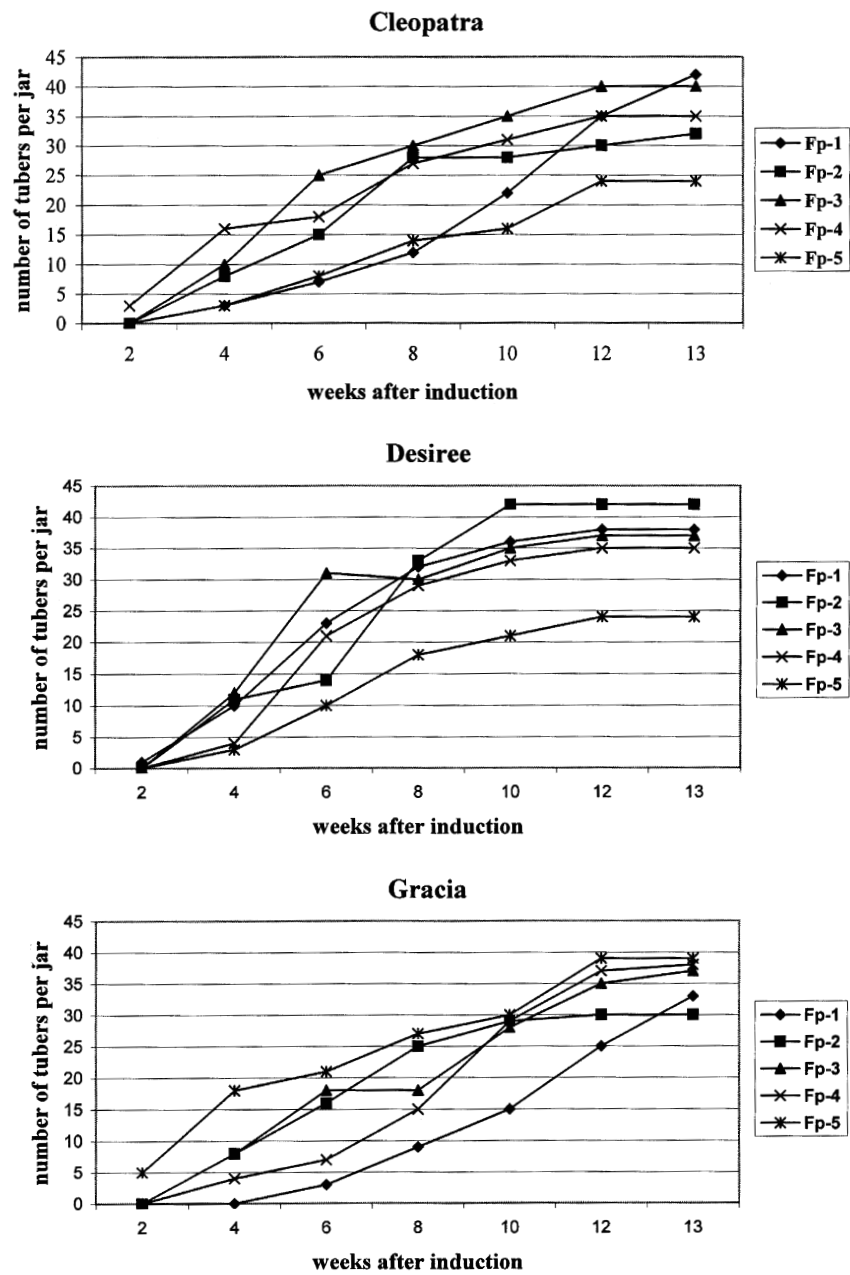 Cleopatra
number of tubers per jar
45
40
35
30
25
20
15
10
5
0
2 4 6 8 10 12 13
weeks after induction
Fp-1
Fp-2
Fp-3
Fp-4
Fp-5
Desiree
number of tubers per jar
45
40
35
30
25
20
15
10
5
0
2 4 6 8 10 12 13
weeks after induction
Fp-1
Fp-2
Fp-3
Fp-4
Fp-5
Gracia
number of tubers per jar
45
40
35
30
25
20
15
10
5
0
2 4 6 8 10 12 13
weeks after induction
Fp-1
Fp-2
Fp-3
Fp-4
Fp-5